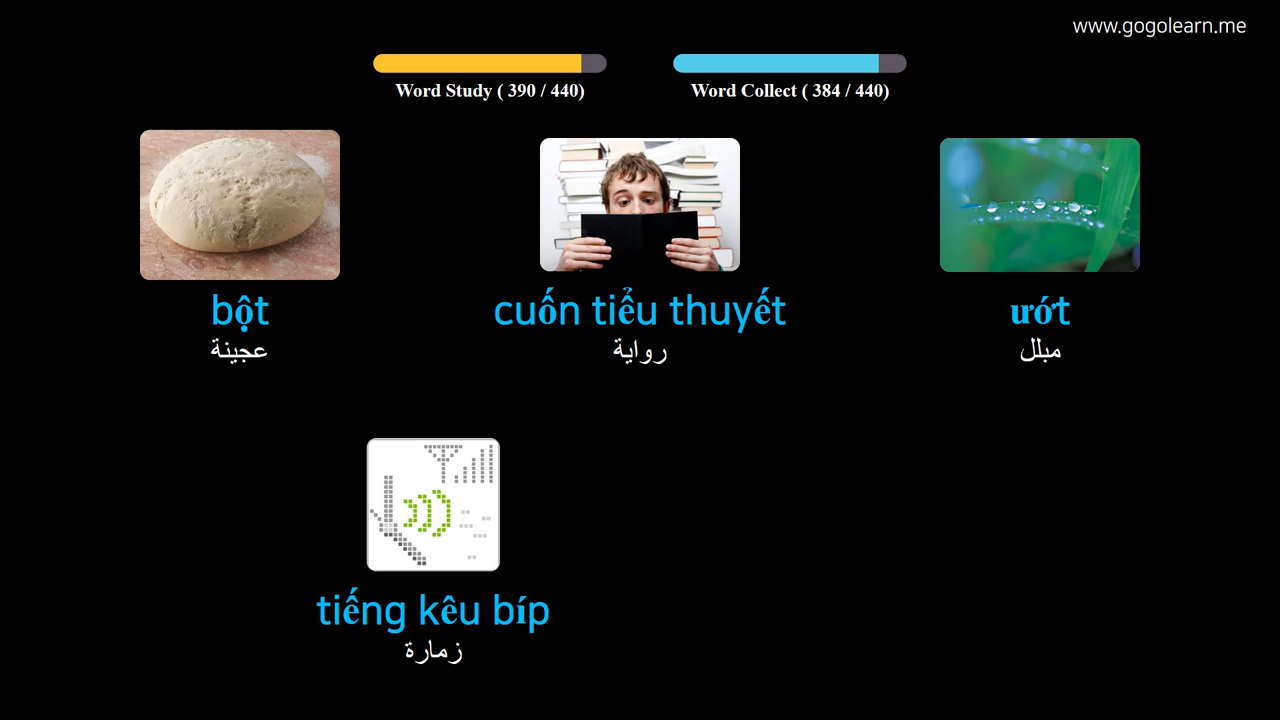 www.gogolearn.me
Word Study ( 390 / 440)
Word Collect ( 384 / 440)
bột
عجينة
cuốn tiểu thuyết
رواية
ướt
مبلل
tiếng kêu bíp
زمارة